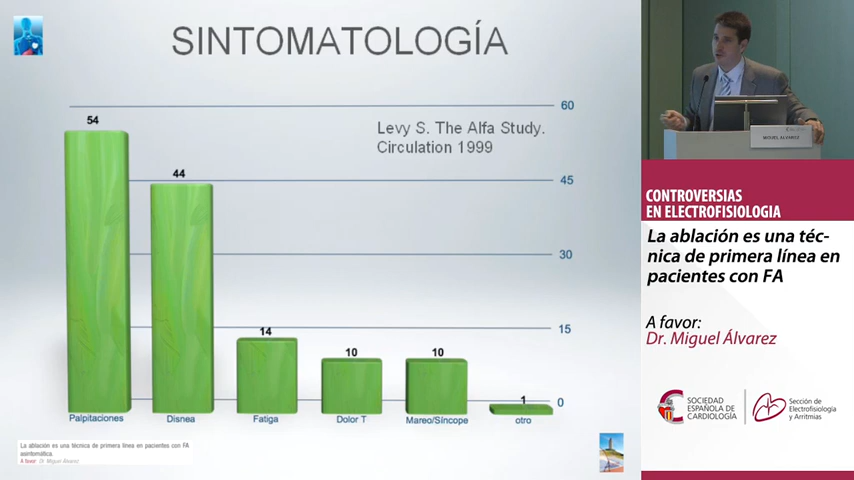 SINTOMATOLOGÍA
Levy S. The Alfa Study.
Circulation 1999
60
45
30
15
0
54
44
14
10
10
1
Palpitaciones
Disnea
Fatiga
Dolor T
Mareo/Síncope
otro
La ablación es una técnica de primera línea en pacientes con FA
asintomática.
A favor: Dr. Miguel Álvarez
MIGUEL ALVAREZ
CONTROVERSIAS
EN ELECTROFISIOLOGIA
La ablación es una téc-
nica de primera línea en
pacientes con FA
A favor:
Dr. Miguel Álvarez
SOCIEDAD
ESPAÑOLA DE
CARDIOLOGÍA
Sección de
Electrofisiología
y Arritmias